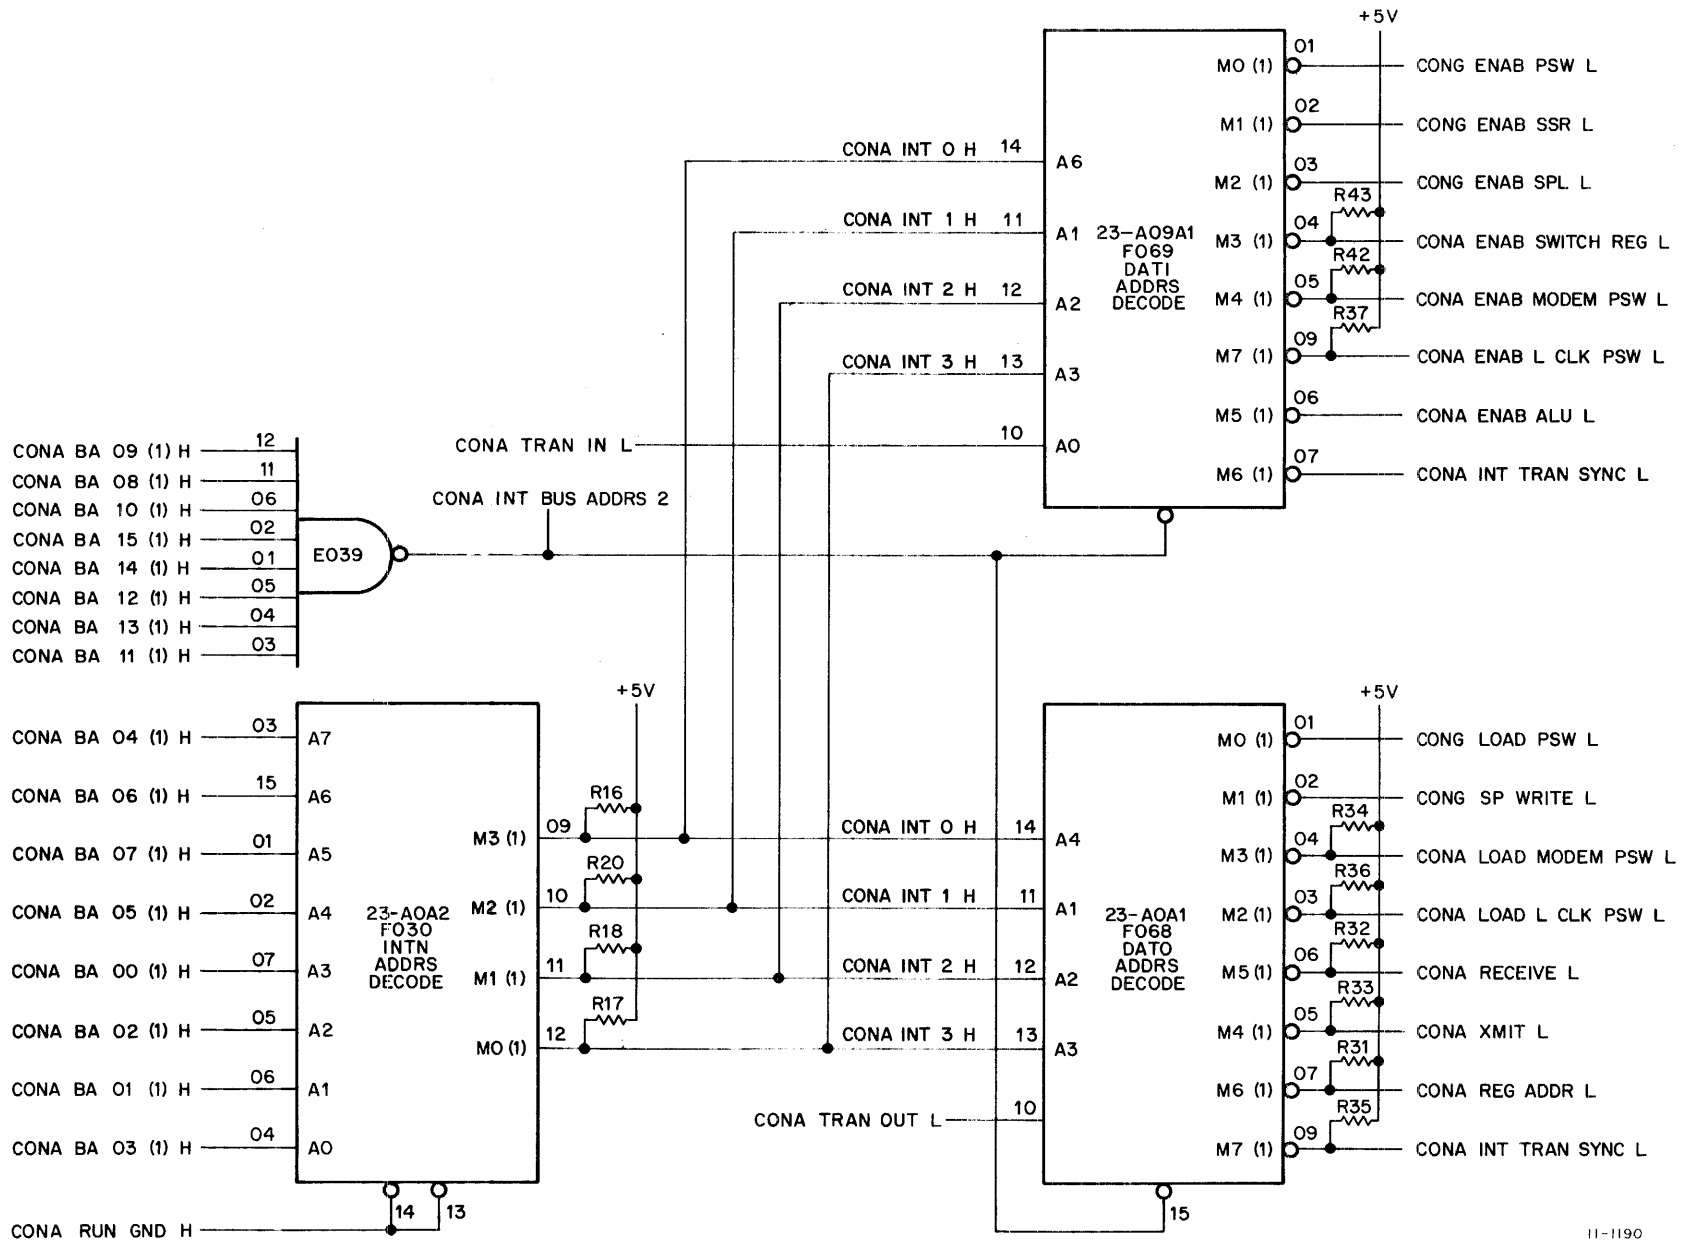 +5V
01
M0 (1)
CONG ENAB PSW L
02
M1 (1)
CONG ENAB SSR L
CONA INT 0 H
14
A6
03
M2 (1)
CONG ENAB SPL L
R43
CONA INT 1 H
11
A1
23-A09A1
F069
DATI
ADDRS
DECODE
04
M3 (1)
CONA ENAB SWITCH REG L
R42
CONA INT 2 H
12
A2
05
M4 (1)
CONA ENAB MODEM PSW L
R37
CONA INT 3 H
13
A3
09
M7 (1)
CONA ENAB L CLK PSW L
06
M5 (1)
CONA ENAB ALU L
CONA TRAN IN L
10
A0
07
M6 (1)
CONA INT TRAN SYNC L
CONA BA 09 (1) H
12
CONA BA 08 (1) H
11
CONA BA 10 (1) H
06
CONA BA 15 (1) H
02
CONA BA 14 (1) H
01
CONA BA 12 (1) H
05
CONA BA 13 (1) H
04
CONA BA 11 (1) H
03
E039
CONA INT BUS ADDRS 2
CONA BA 04 (1) H
03
A7
CONA BA 06 (1) H
15
A6
CONA BA 07 (1) H
01
A5
CONA BA 05 (1) H
02
A4
CONA BA 00 (1) H
07
A3
CONA BA 02 (1) H
05
A2
CONA BA 01 (1) H
06
A1
CONA BA 03 (1) H
04
A0
23-A0A2
F030
INTN
ADDRS
DECODE
14
13
CONA RUN GND H
+5V
R16
M3 (1)
09
R20
M2 (1)
10
R18
M1 (1)
11
R17
M0 (1)
12
CONA INT 0 H
14
A4
CONA INT 1 H
11
A1
CONA INT 2 H
12
A2
CONA INT 3 H
13
A3
CONA TRAN OUT L
10
23-A0A1
F068
DATO
ADDRS
DECODE
15
+5V
M0 (1)
01
CONG LOAD PSW L
M1 (1)
02
CONG SP WRITE L
R34
M3 (1)
04
CONA LOAD MODEM PSW L
R36
M2 (1)
03
CONA LOAD L CLK PSW L
R32
M5 (1)
06
CONA RECEIVE L
R33
M4 (1)
05
CONA XMIT L
R31
M6 (1)
07
CONA REG ADDR L
R35
M7 (1)
09
CONA INT TRAN SYNC L
11-1190